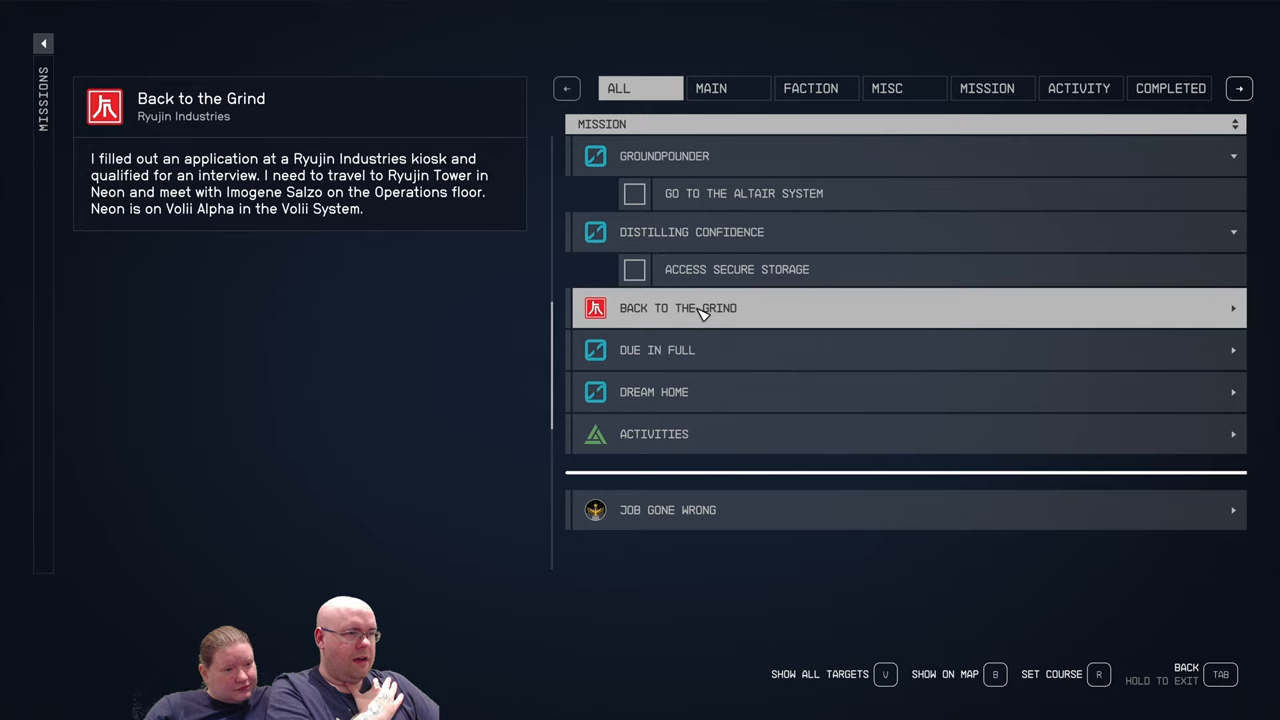 MISSIONS
Back to the Grind
Ryujin Industries
I filled out an application at a Ryujin Industries kiosk and
qualified for an interview. I need to travel to Ryujin Tower in
Neon and meet with Imogene Salzo on the Operations floor.
Neon is on Volii Alpha in the Volii System.
ALL MAIN FACTION MISC MISSION ACTIVITY COMPLETED
MISSION
GROUNDPOUNDER
GO TO THE ALTAIR SYSTEM
DISTILLING CONFIDENCE
ACCESS SECURE STORAGE
BACK TO THE GRIND
DUE IN FULL
DREAM HOME
ACTIVITIES
JOB GONE WRONG
SHOW ALL TARGETS V SHOW ON MAP B SET COURSE R BACK TAB
HOLD TO EXIT